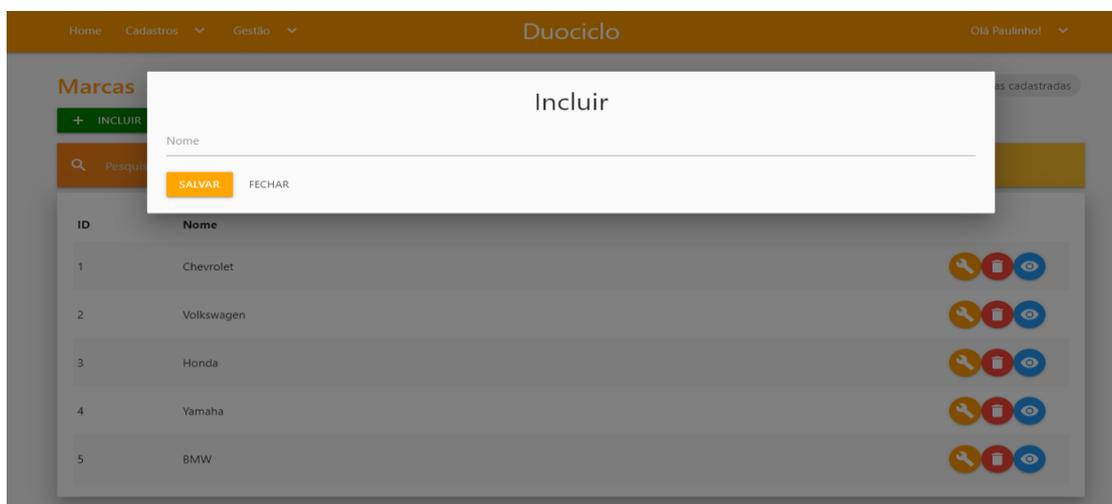 Home Cadastros Gestão Duociclo Olá Paulinho!
Marcas as cadastradas
Incluir
+ INCLUIR
Nome
Pesquis
SALVAR FECHAR
ID Nome
1 Chevrolet
2 Volkswagen
3 Honda
4 Yamaha
5 BMW